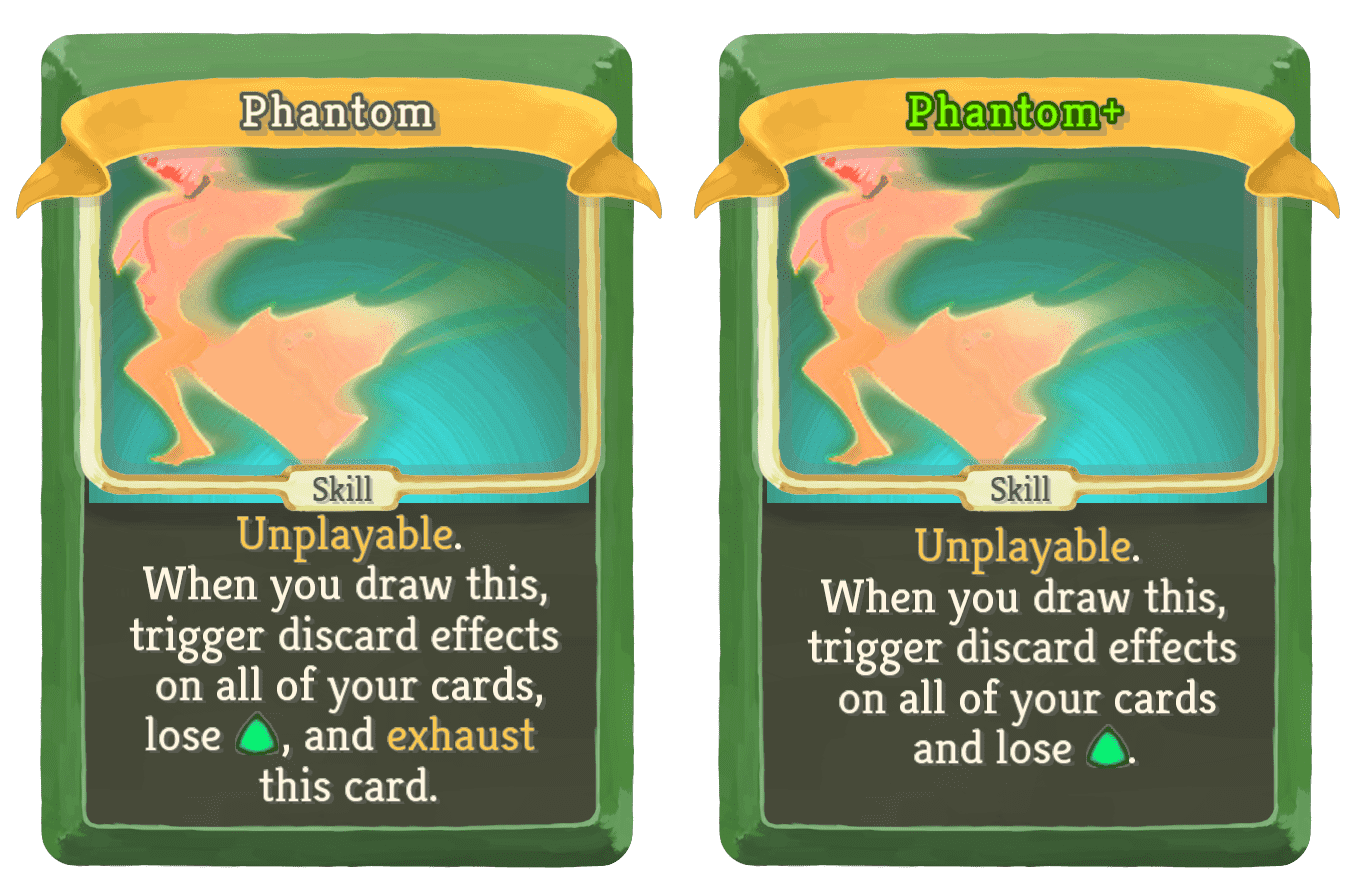 Phantom
Skill
Unplayable.
When you draw this,
trigger discard effects
on all of your cards,
lose , and exhaust
this card.
Phantom+
Skill
Unplayable.
When you draw this,
trigger discard effects
on all of your cards
and lose .